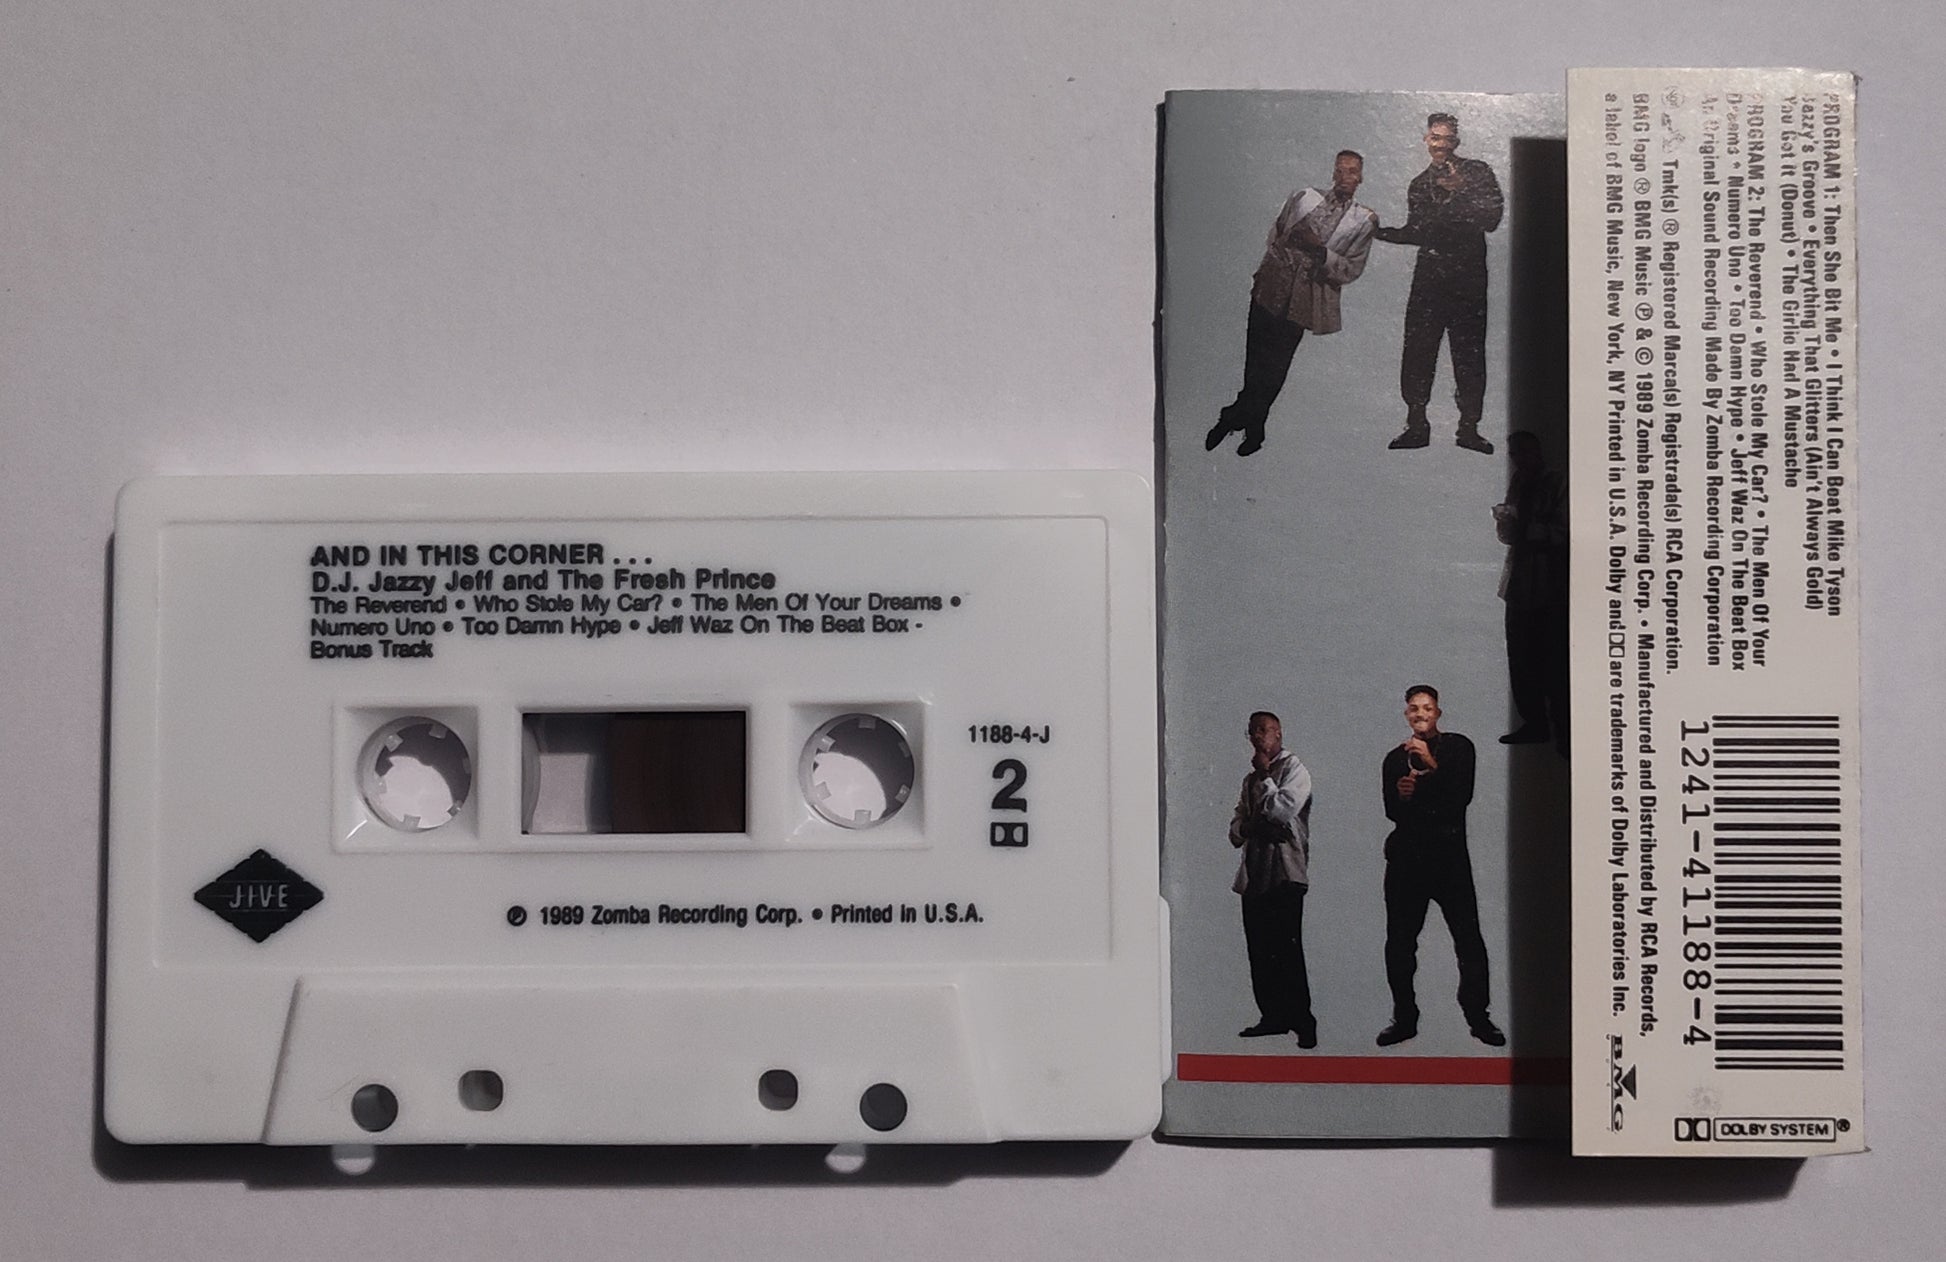 AND IN THIS CORNER . . .
D.J. Jazzy Jeff and The Fresh Prince
The Reverend • Who Stole My Car? • The Men Of Your Dreams •
Numero Uno • Too Damn Hype • Jeff Waz On The Beat Box -
Bonus Track
1188-4-J
2
JIVE
℗ 1989 Zomba Recording Corp. • Printed in U.S.A.
PROGRAM 1: Then She Bit Me • I Think I Can Beat Mike Tyson
Jazzy's Groove • Everything That Glitters (Ain't Always Gold)
You Got It (Donut) • The Girlie Had A Mustache
PROGRAM 2: The Reverend • Who Stole My Car? • The Men Of Your
Dreams • Numero Uno • Too Damn Hype • Jeff Waz On The Beat Box
An Original Sound Recording Made By Zomba Recording Corporation
Tmk(s) ® Registered Marca(s) Registrada(s) RCA Corporation.
BMG logo ® BMG Music ℗ & © 1989 Zomba Recording Corp. • Manufactured and Distributed by RCA Records,
a label of BMG Music, New York, NY Printed in U.S.A. Dolby and are trademarks of Dolby Laboratories Inc.
1241-41188-4
BMG
DOLBY SYSTEM ®